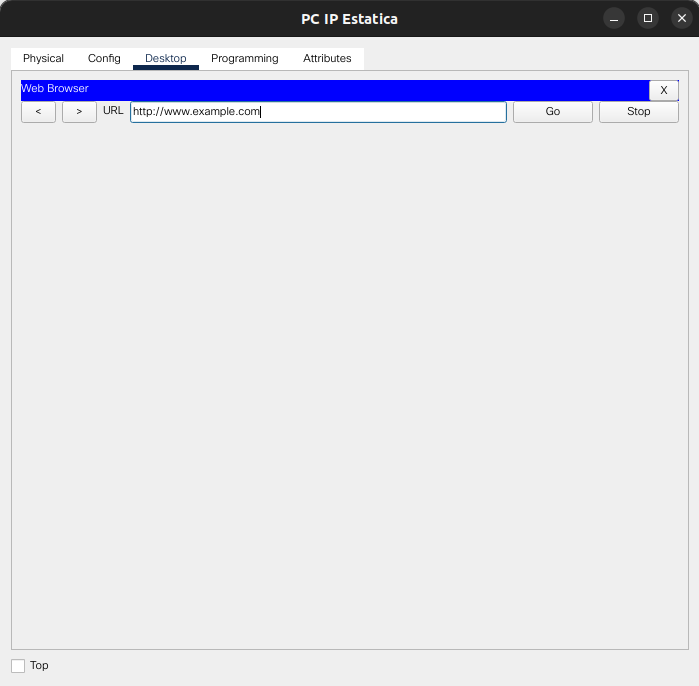 PC IP Estatica
Physical Config Desktop Programming Attributes
Web Browser X
< > URL http://www.example.com Go Stop
Top